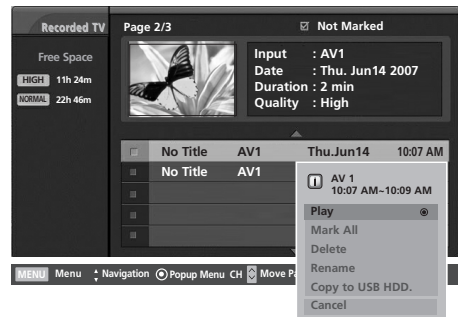 Recorded TV
Page 2/3
Not Marked
Free Space
HIGH 11h 24m
NORMAL 22h 46m
Input : AV1
Date : Thu. Jun14 2007
Duration : 2 min
Quality : High
No Title AV1 Thu.Jun14 10:07 AM
No Title AV1
AV 1
10:07 AM~10:09 AM
Play
Mark All
Delete
Rename
Copy to USB HDD.
Cancel
MENU Menu Navigation Popup Menu CH Move Pa